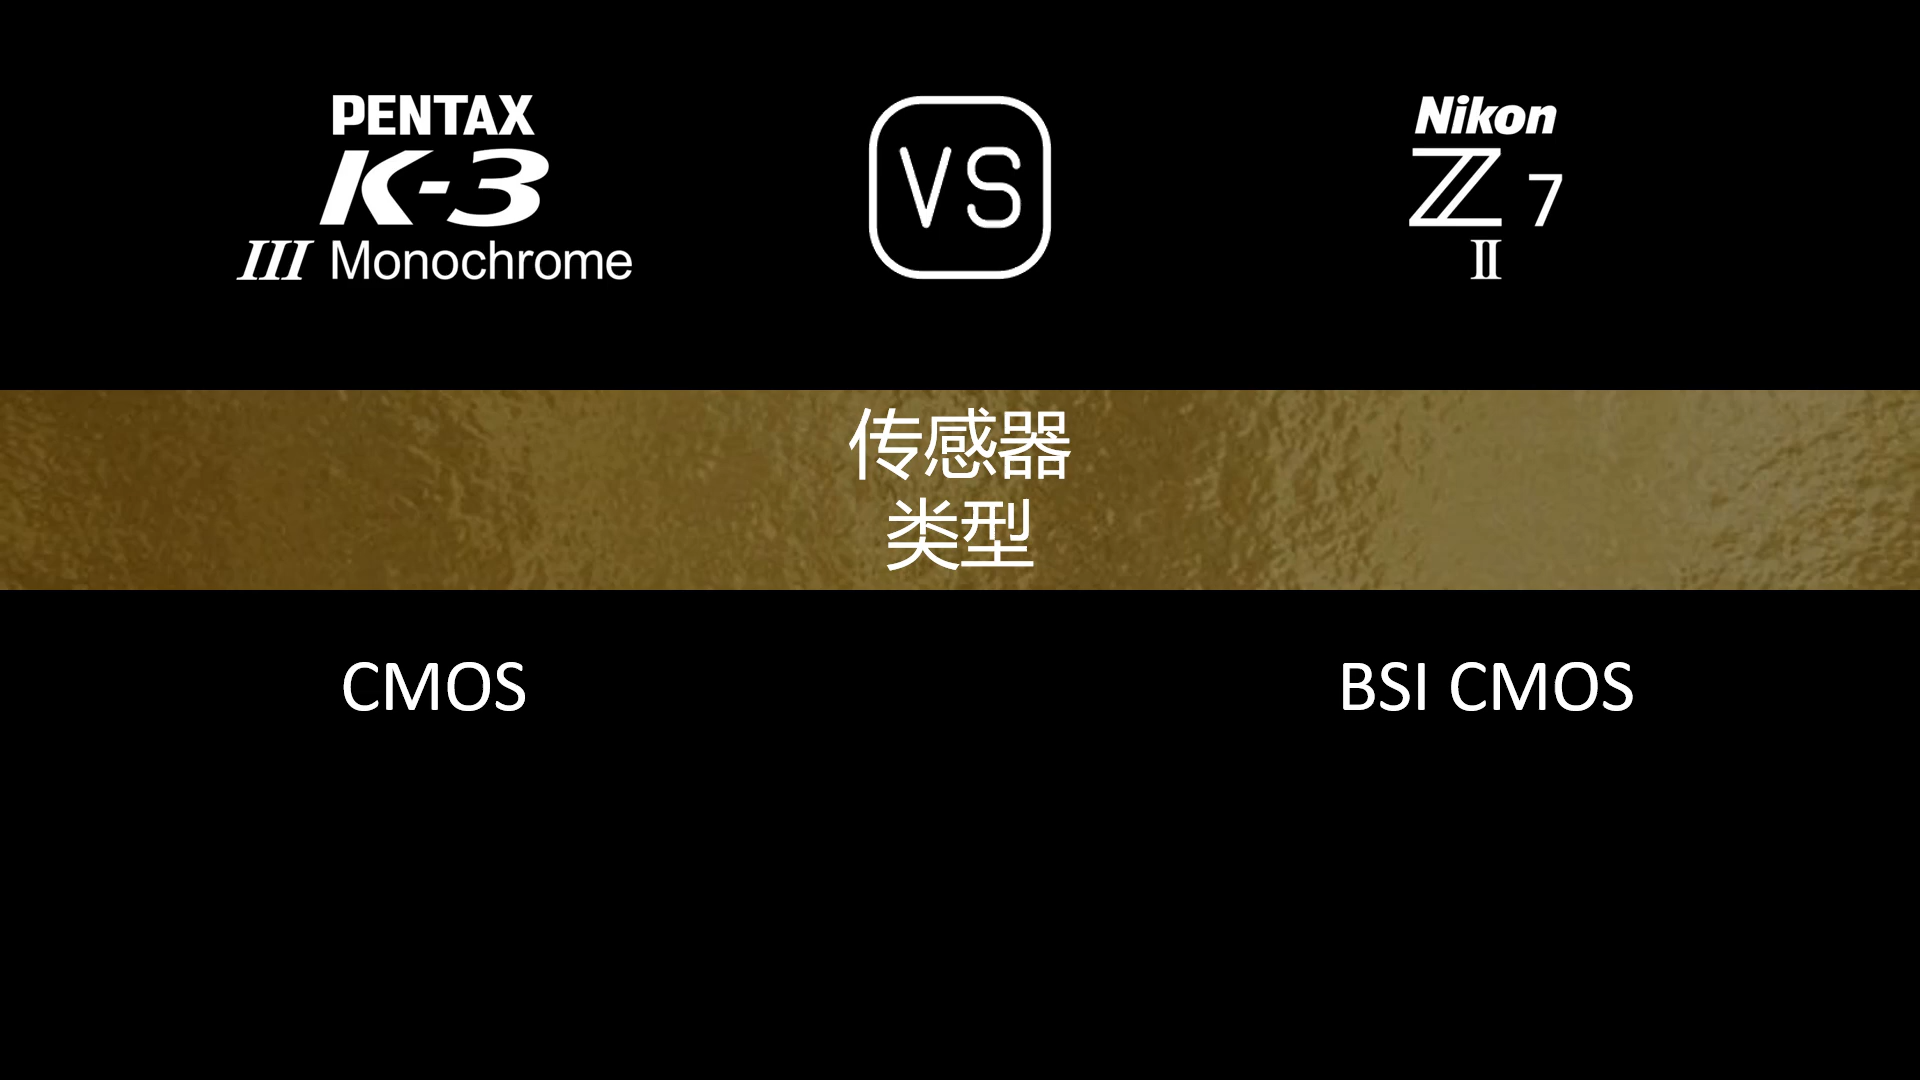 PENTAX
K-3
III Monochrome
VS
Nikon
Z 7
II
传感器
类型
CMOS
BSI CMOS